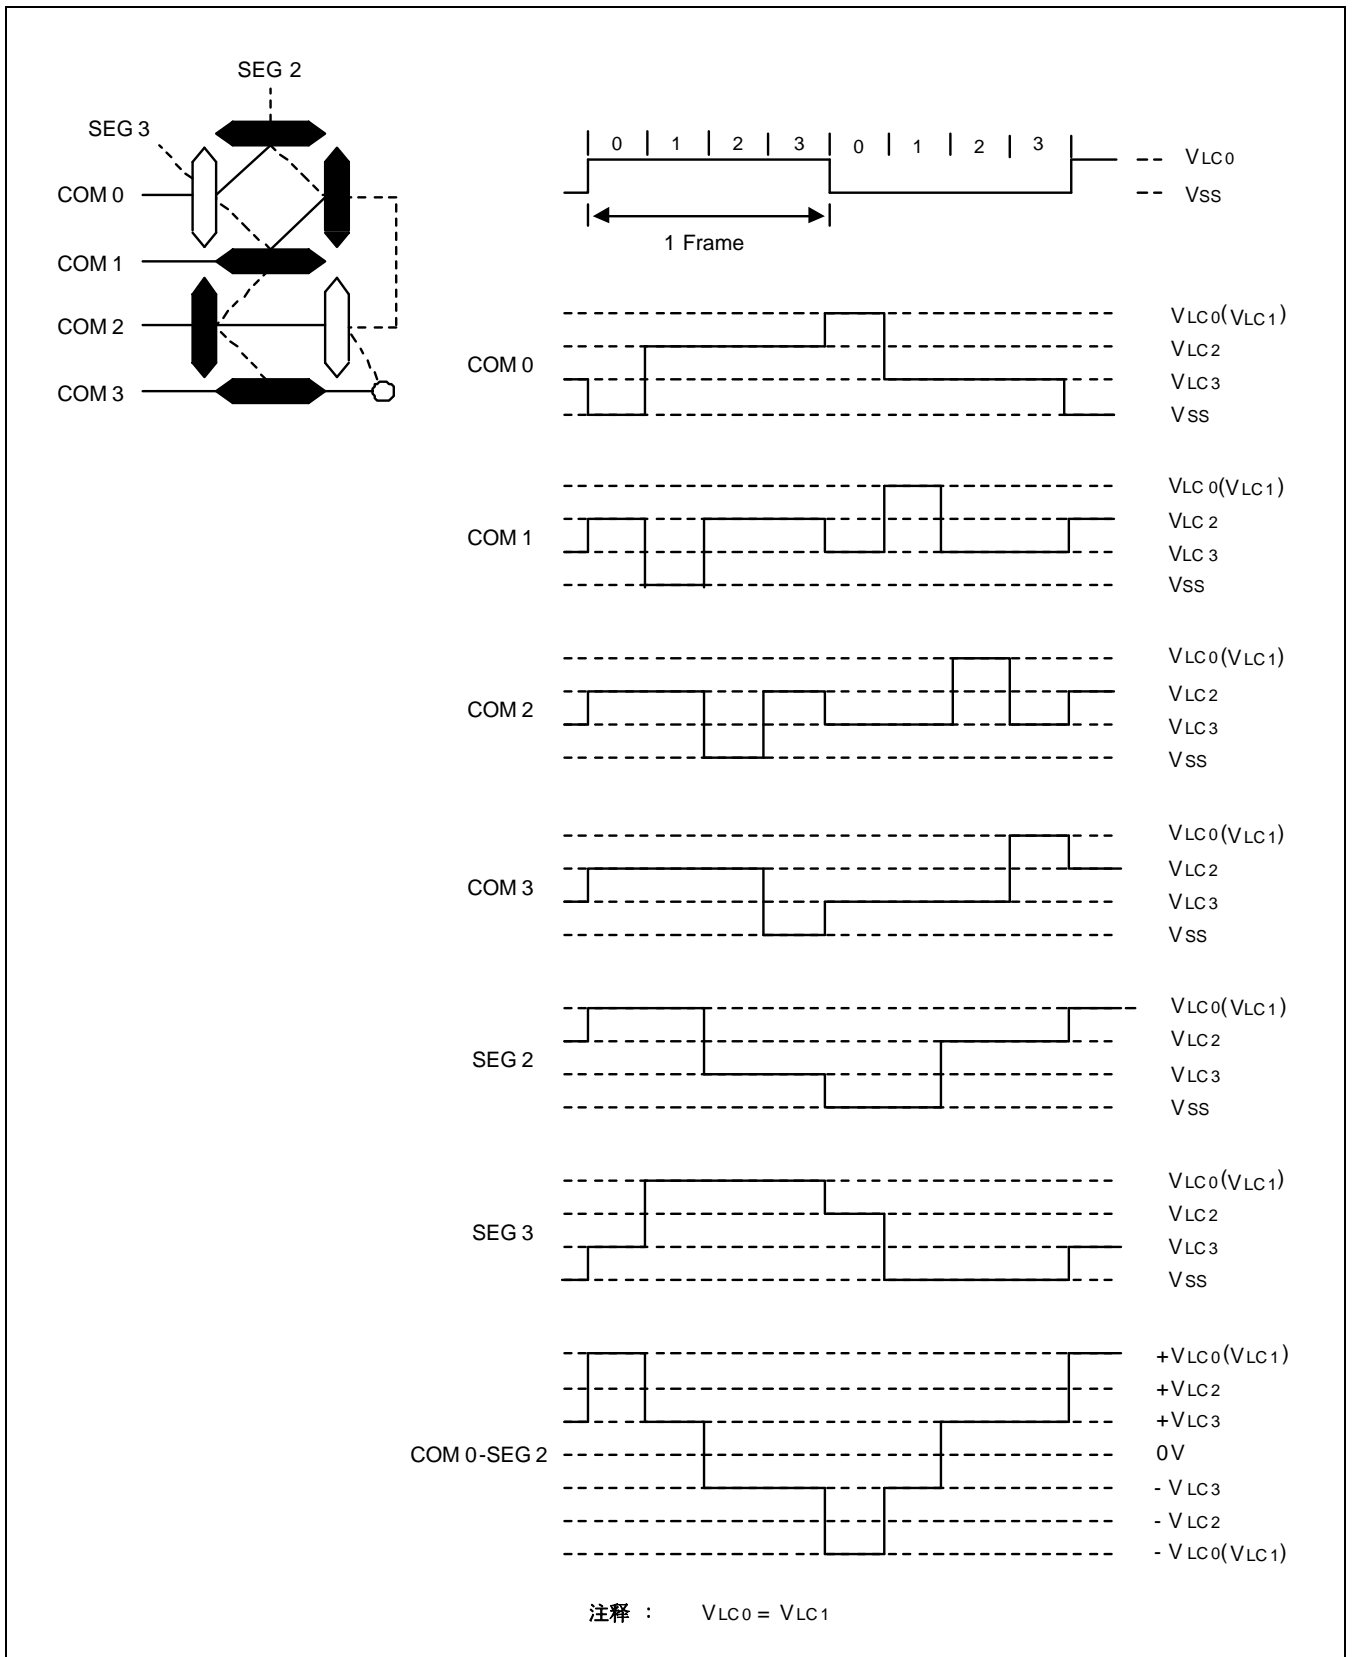 SEG 2
SEG 3
COM 0
COM 1
COM 2
COM 3
0 1 2 3 0 1 2 3
VLC0
VSS
1 Frame
COM 0
VLC0(VLC1)
VLC2
VLC3
VSS
COM 1
VLC0(VLC1)
VLC2
VLC3
VSS
COM 2
VLC0(VLC1)
VLC2
VLC3
VSS
COM 3
VLC0(VLC1)
VLC2
VLC3
VSS
SEG 2
VLC0(VLC1)
VLC2
VLC3
VSS
SEG 3
VLC0(VLC1)
VLC2
VLC3
VSS
COM 0-SEG 2
+VLC0(VLC1)
+VLC2
+VLC3
0V
- VLC3
- VLC2
- VLC0(VLC1)
注释 : VLC0 = VLC1